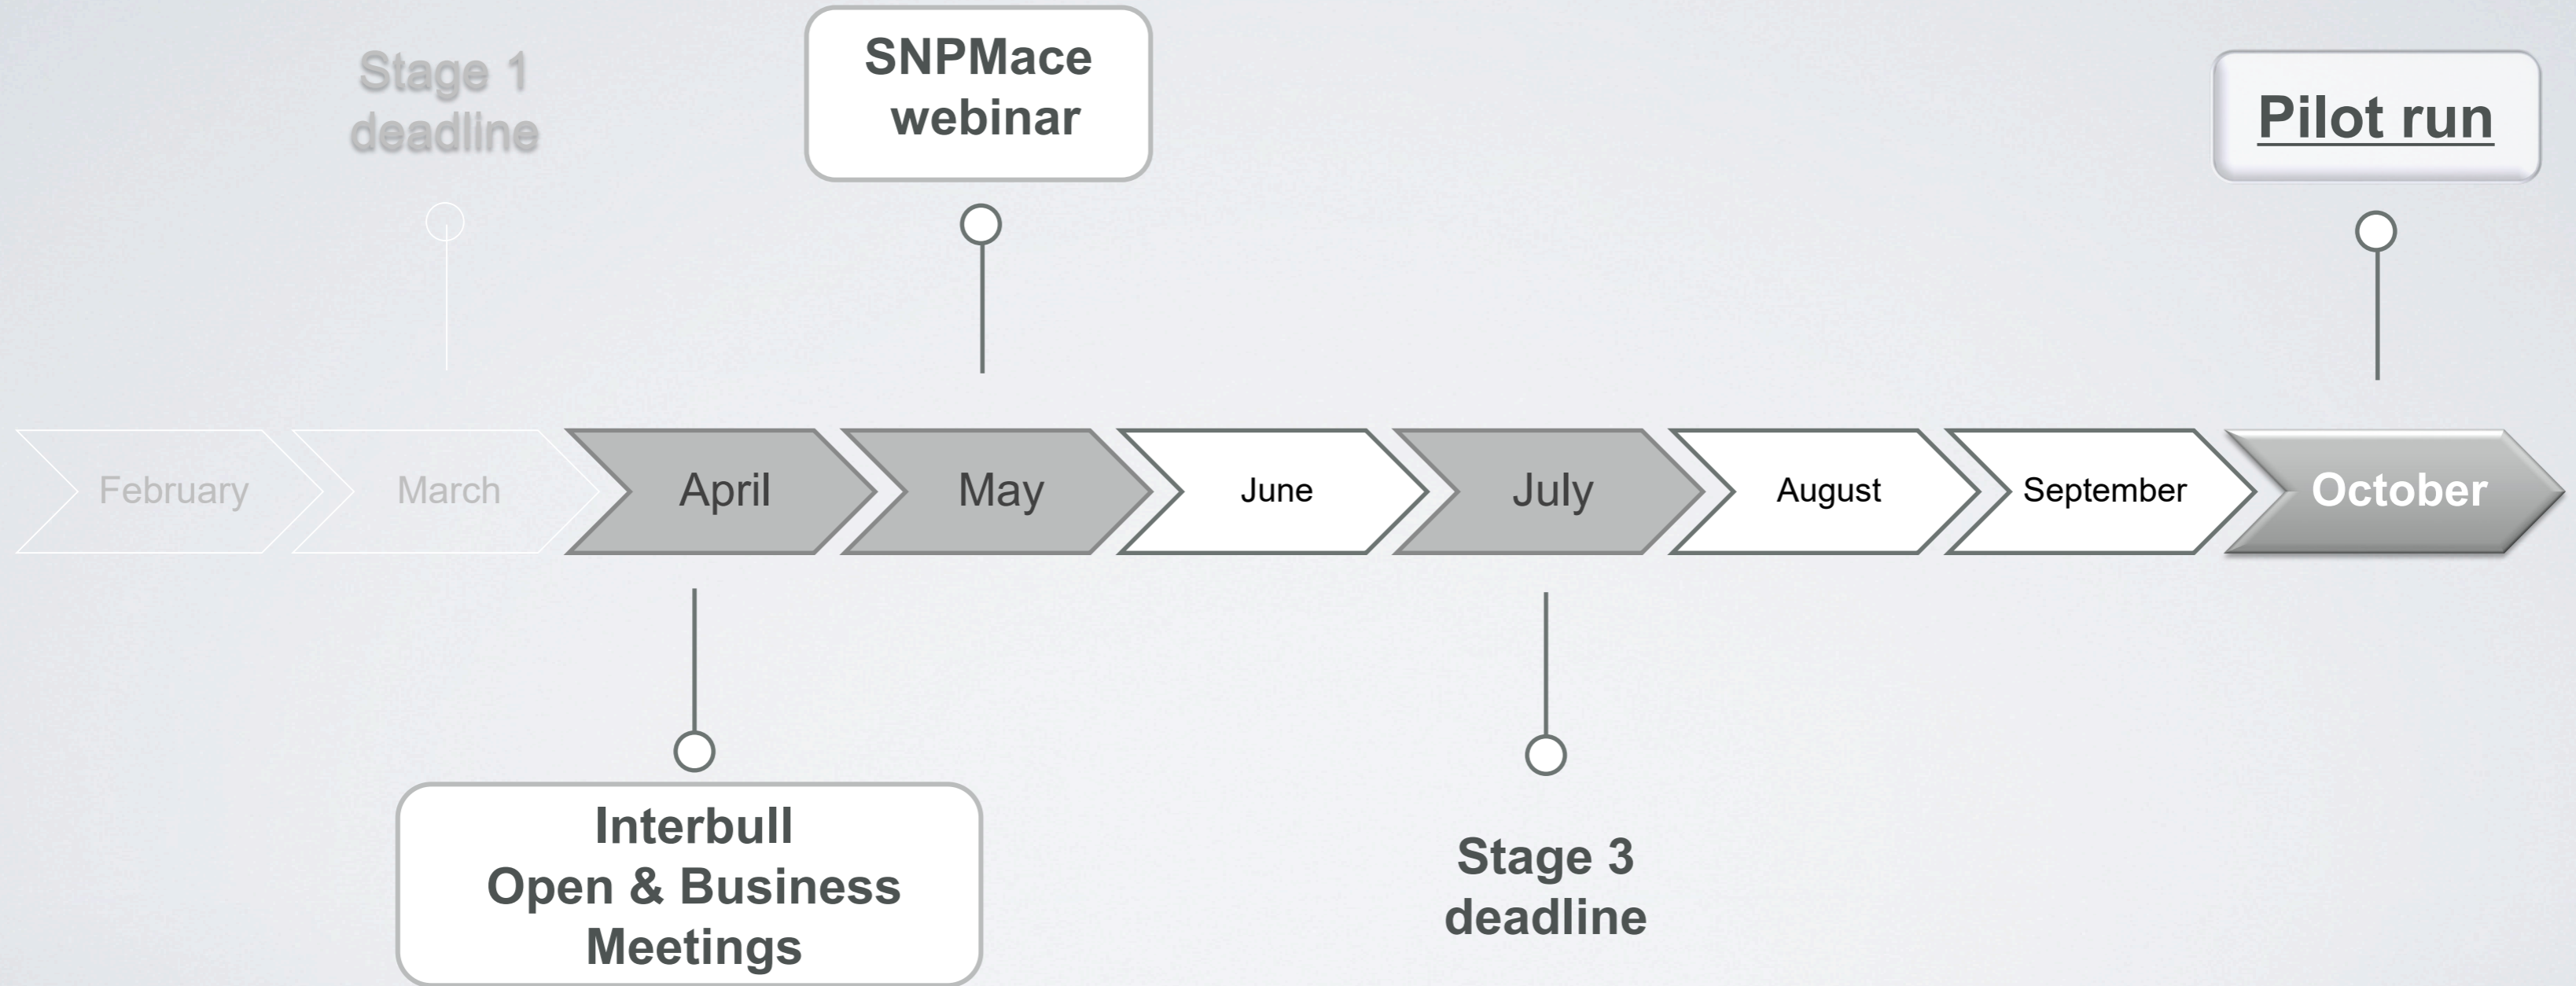 Stage 1
deadline
SNPMace
webinar
Pilot run
February
March
April
May
June
July
August
September
October
Interbull
Open & Business
Meetings
Stage 3
deadline